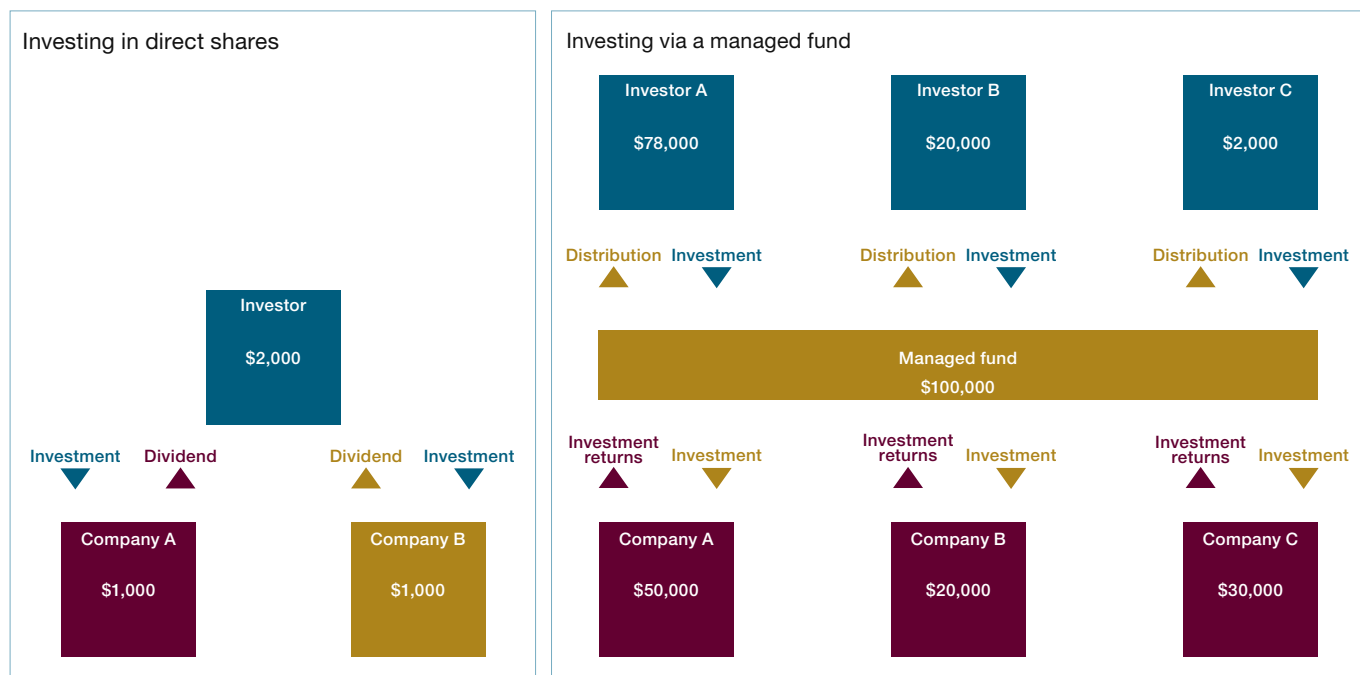 Investing in direct shares
Investor
$2,000
Investment
Dividend
Dividend
Investment
Company A
$1,000
Company B
$1,000
Investing via a managed fund
Investor A
$78,000
Investor B
$20,000
Investor C
$2,000
Distribution
Investment
Distribution
Investment
Distribution
Investment
Managed fund
$100,000
Investment
returns
Investment
Investment
returns
Investment
Investment
returns
Investment
Company A
$50,000
Company B
$20,000
Company C
$30,000